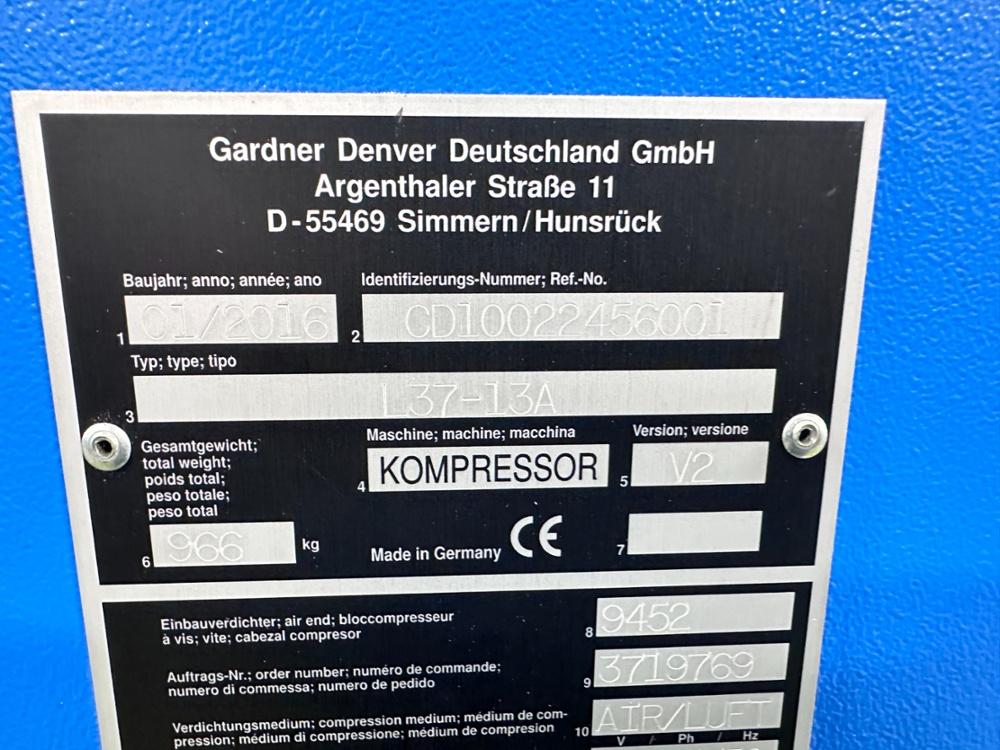 Gardner Denver Deutschland GmbH
Argenthaler Straße 11
D-55469 Simmern/Hunsrück
Baujahr; anno; année; ano
Identifizierungs-Nummer; Ref.-No.
1 01/2016
2 CD10022456001
Typ; type; tipo
3 L37-13A
Gesamtgewicht;
total weight;
poids total;
peso totale;
peso total
6 966 kg
Maschine; machine; macchina
4 KOMPRESSOR
Version; versione
5 V2
Made in Germany CE
7
Einbauverdichter; air end; bloccompresseur
à vis; vite; cabezal compresor
8 9452
Auftrags-Nr.; order number; numéro de commande;
numero di commessa; numero de pedido
9 3719769
Verdichtungsmedium; compression medium; médium de com-
pression; médium di compressione; médium de compresion
10 AIR/LUFT
V / Ph / Hz